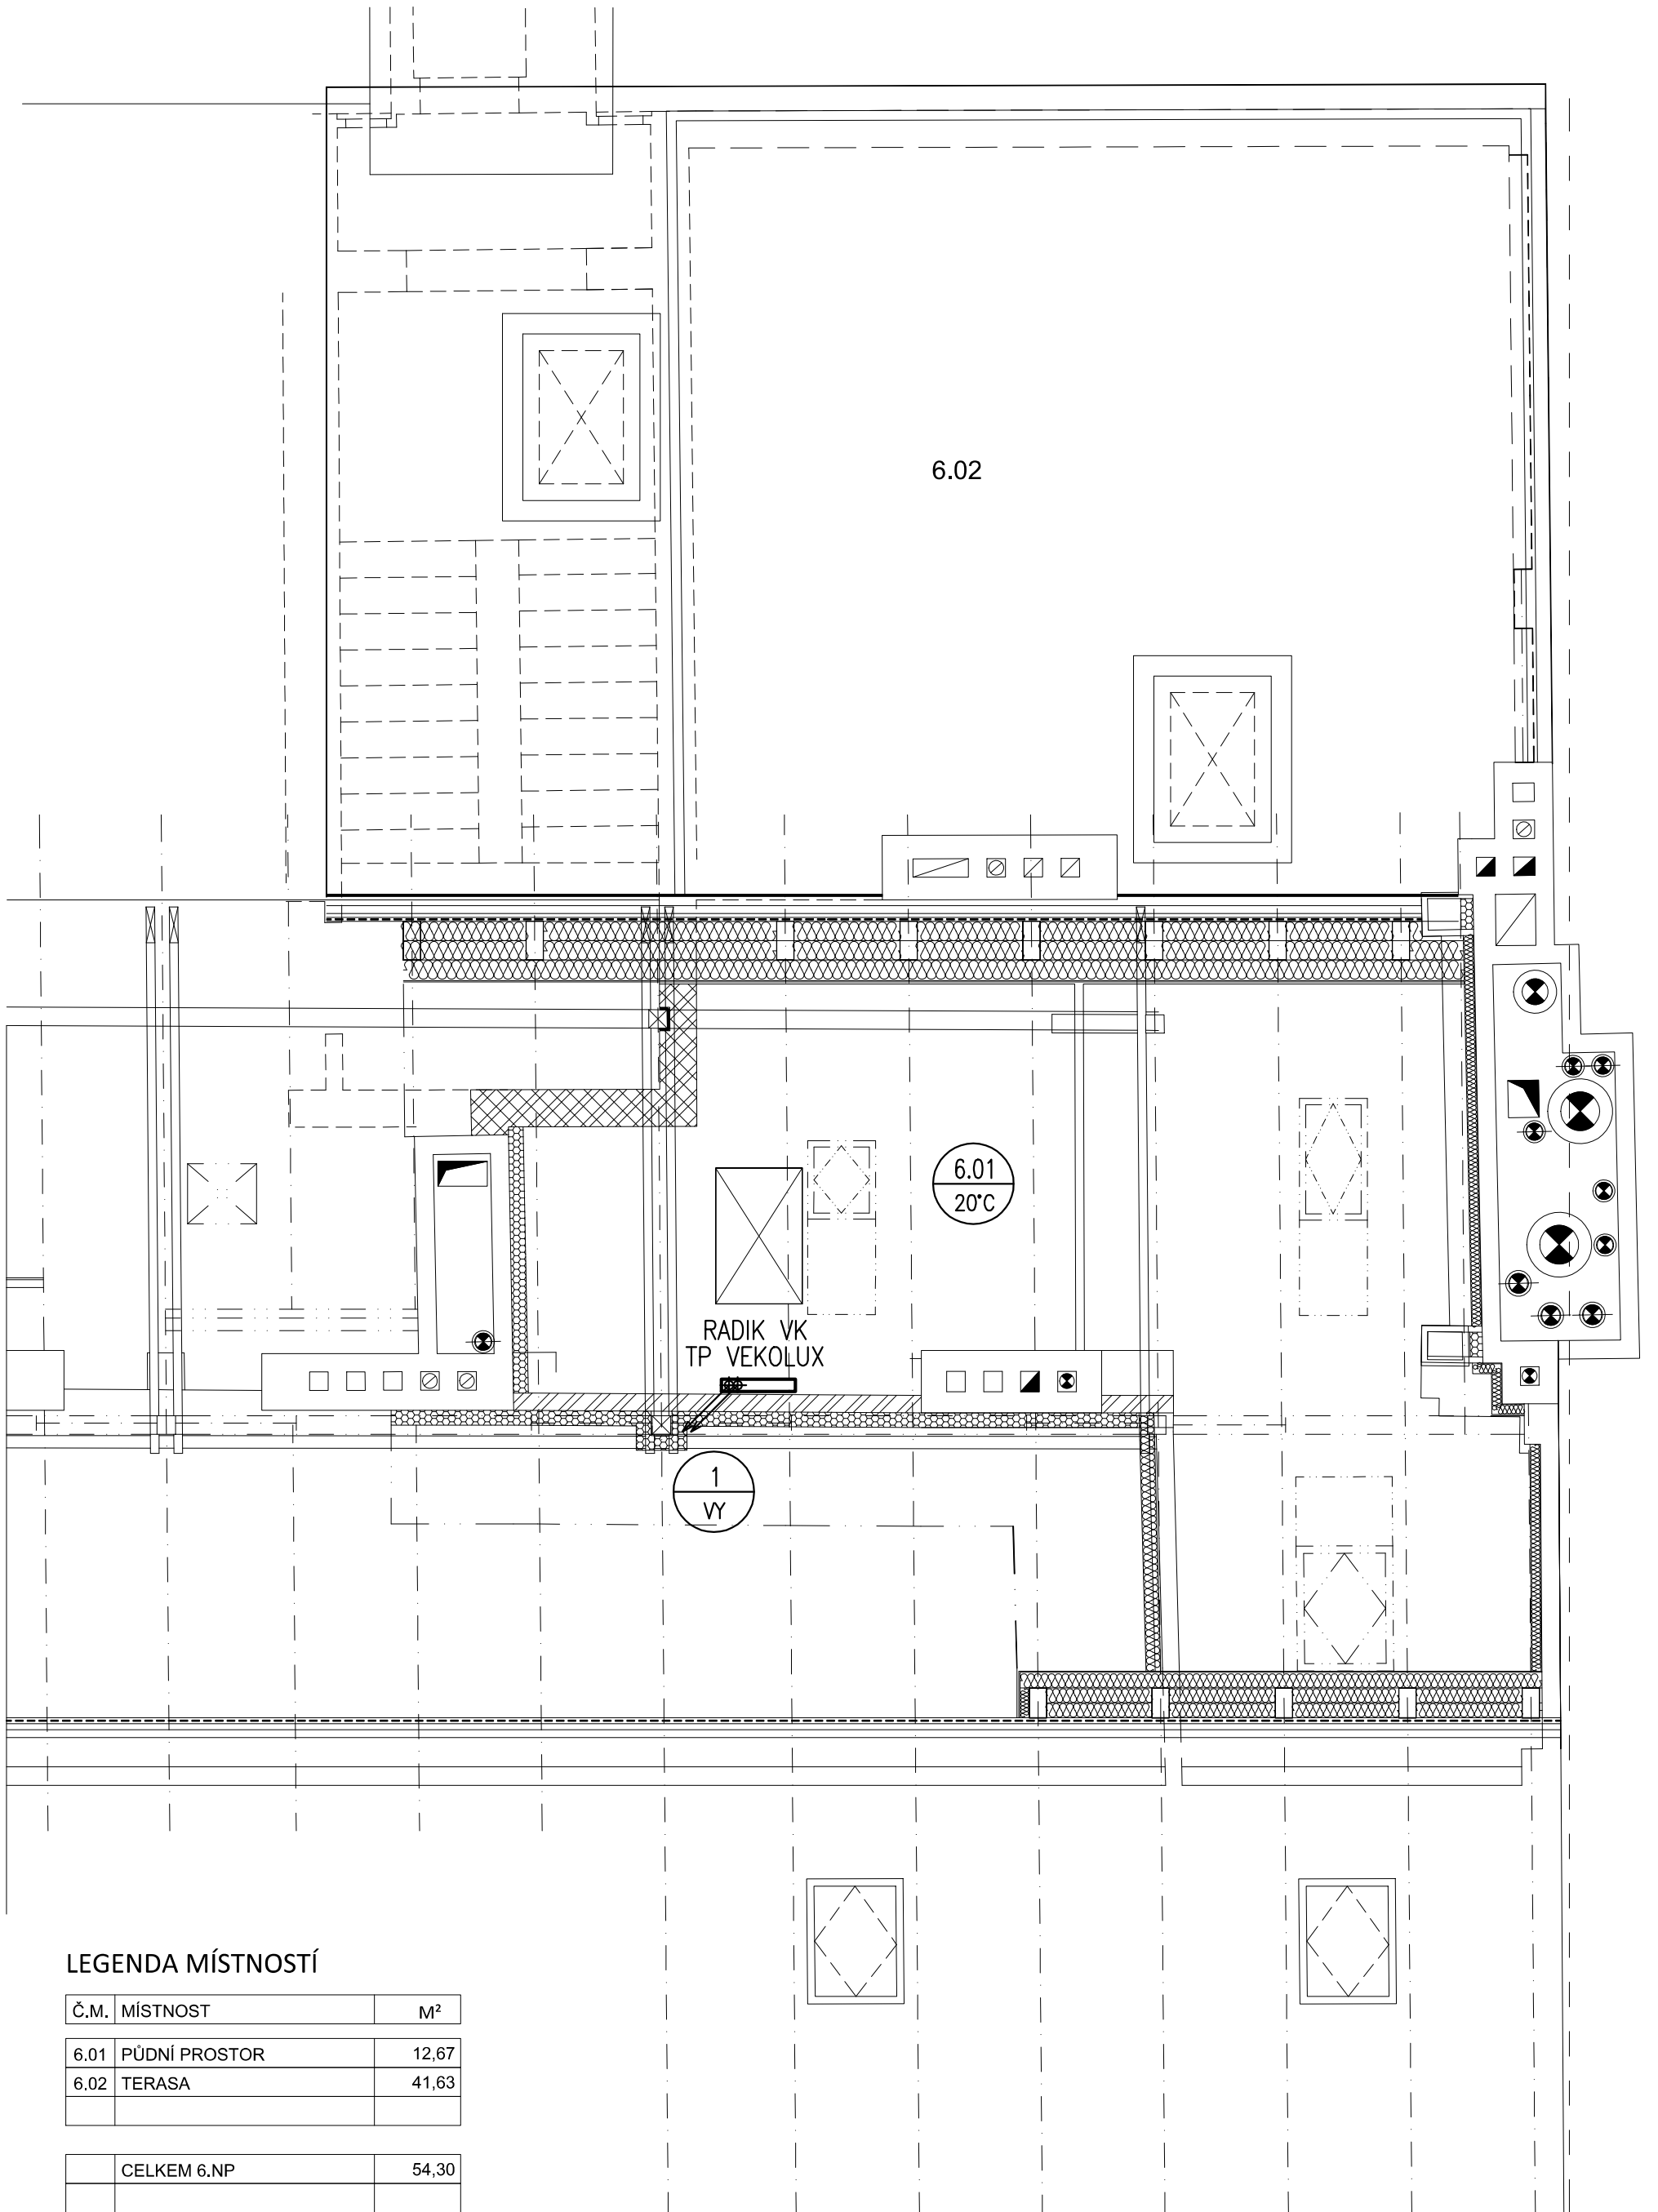 6.02
6.01
20°C
RADIK VK
TP VEKOLUX
1
VY
LEGENDA MÍSTNOSTÍ
Č.M. MÍSTNOST M²
6.01 PŮDNÍ PROSTOR 12,67
6.02 TERASA 41,63
CELKEM 6.NP 54,30